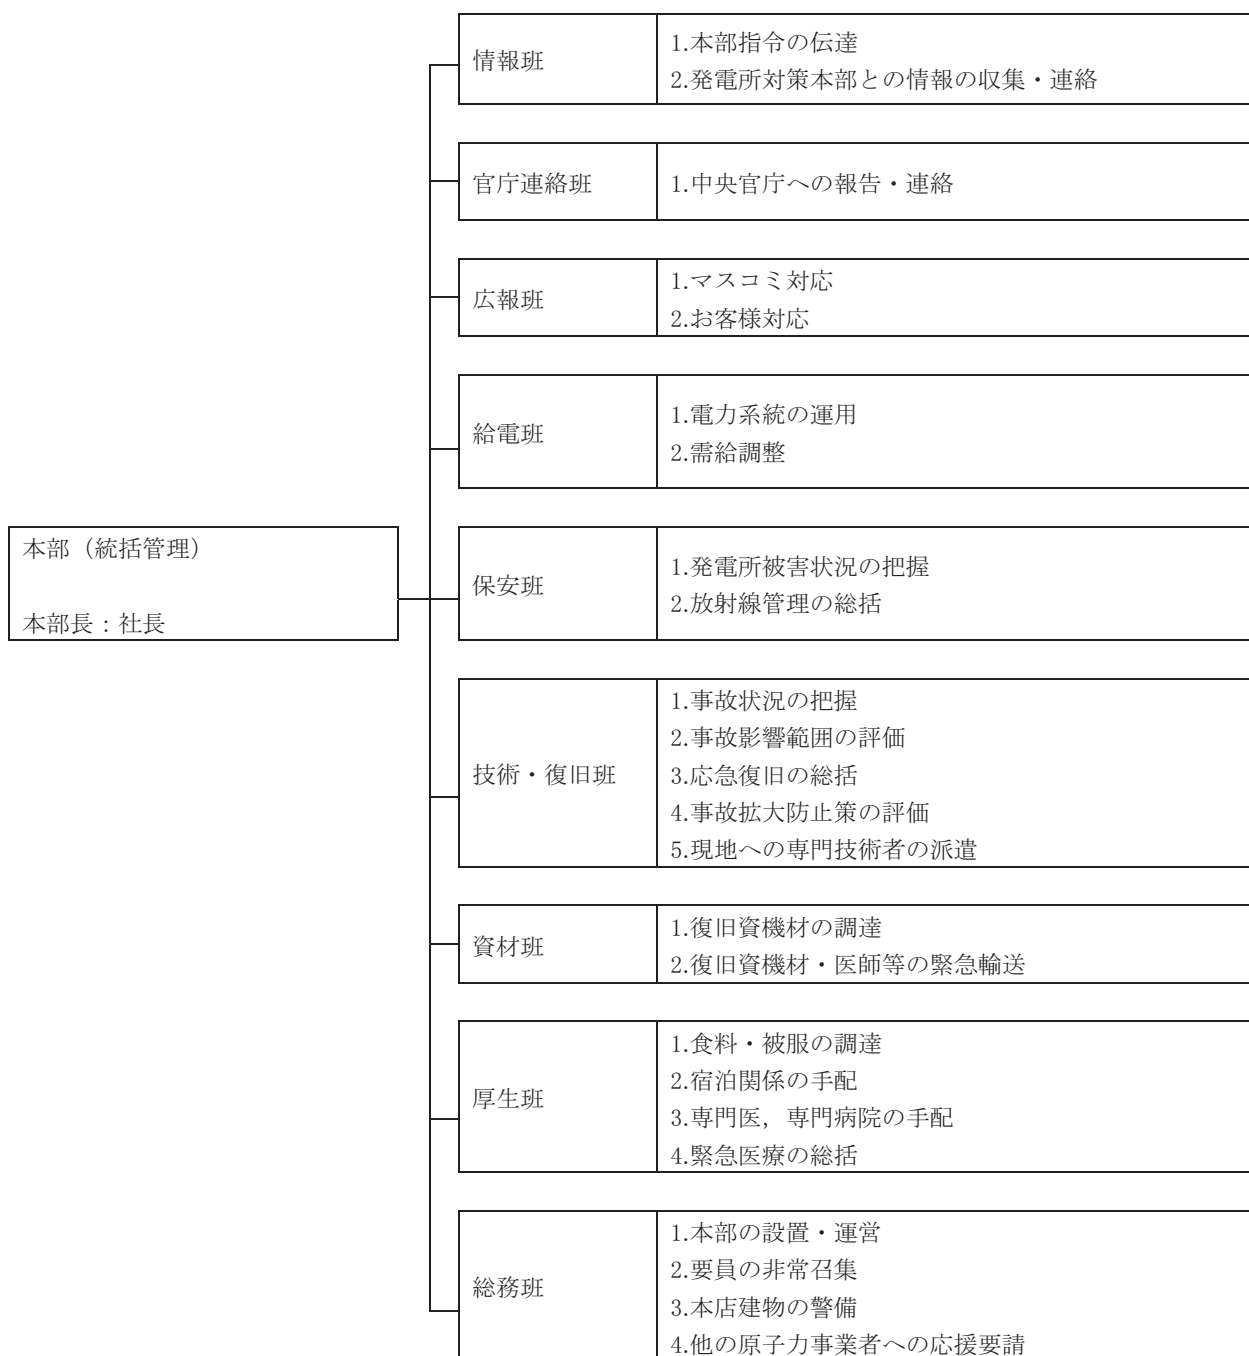 情報班
1.本部指令の伝達
2.発電所対策本部との情報の収集・連絡
官庁連絡班
1.中央官庁への報告・連絡
広報班
1.マスコミ対応
2.お客様対応
給電班
1.電力系統の運用
2.需給調整
本部（統括管理）
本部長：社長
保安班
1.発電所被害状況の把握
2.放射線管理の総括
技術・復旧班
1.事故状況の把握
2.事故影響範囲の評価
3.応急復旧の総括
4.事故拡大防止策の評価
5.現地への専門技術者の派遣
資材班
1.復旧資機材の調達
2.復旧資機材・医師等の緊急輸送
厚生班
1.食料・被服の調達
2.宿泊関係の手配
3.専門医，専門病院の手配
4.緊急医療の総括
総務班
1.本部の設置・運営
2.要員の非常召集
3.本店建物の警備
4.他の原子力事業者への応援要請